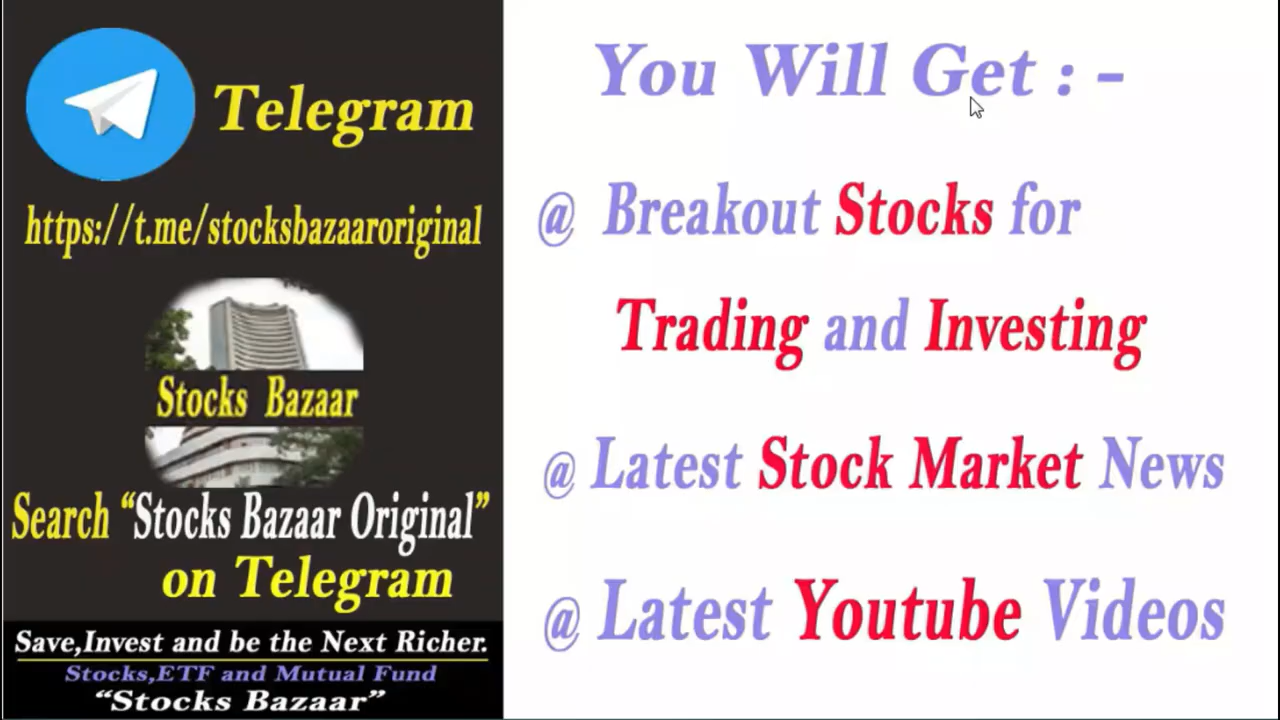 Telegram
https://t.me/stocksbazaaroriginal
Stocks Bazaar
Search “Stocks Bazaar Original”
on Telegram
Save,Invest and be the Next Richer.
Stocks,ETF and Mutual Fund
“Stocks Bazaar”
You Will Get : -
@ Breakout Stocks for
Trading and Investing
@ Latest Stock Market News
@ Latest Youtube Videos